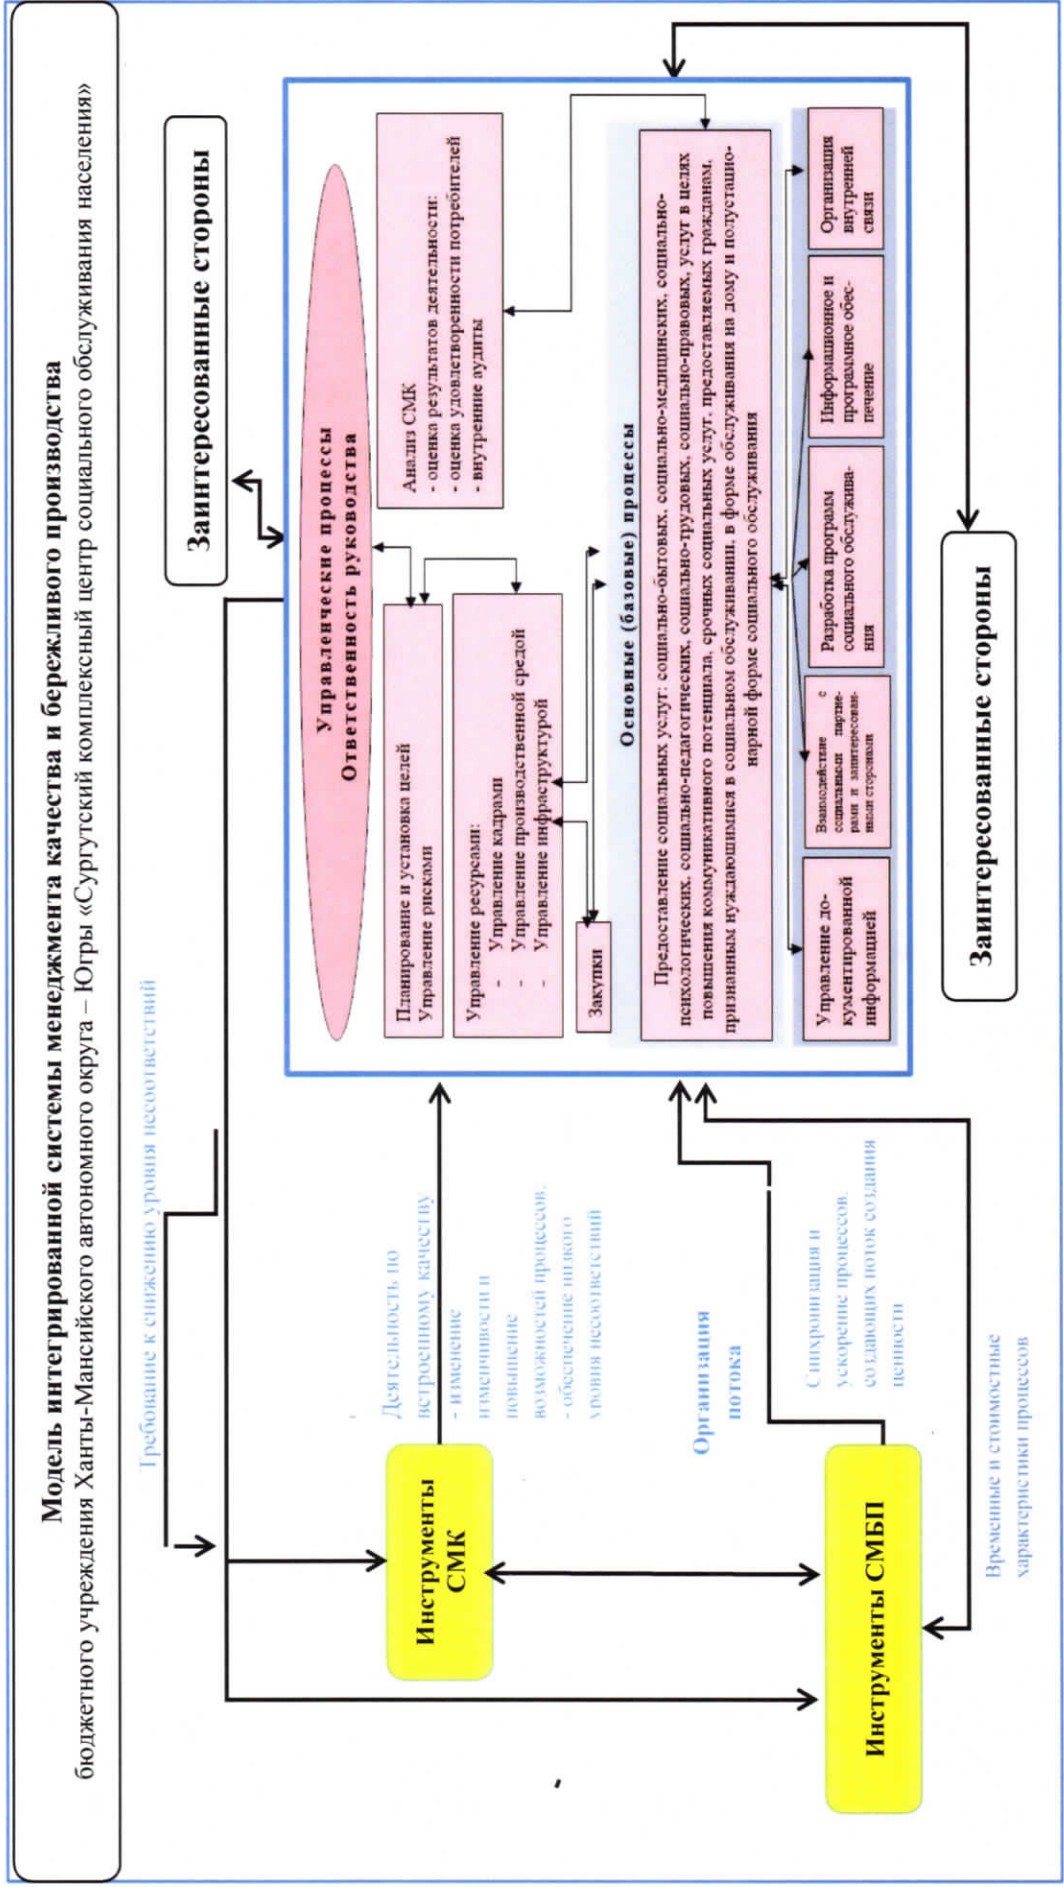 Модель интегрированной системы менеджмента качества и бережливого производства
бюджетного учреждения Ханты-Мансийского автономного округа – Югры «Сургутский комплексный центр социального обслуживания населения»
Требование к снижению уровня несоответствий
Заинтересованные стороны
Управленческие процессы
Ответственность руководства
Планирование и установка целей
Управление рисками
Анализ СМК
- оценка результатов деятельности:
- оценка удовлетворенности потребителей
- внутренние аудиты
Управление ресурсами:
- Управление кадрами
- Управление производственной средой
- Управление инфраструктурой
Закупки
Основные (базовые) процессы
Предоставление социальных услуг: социально-бытовых, социально-медицинских, социально-
психологических, социально-педагогических, социально-трудовых, социально-правовых, услуг в целях
повышения коммуникативного потенциала, срочных социальных услуг, предоставляемых гражданам,
признанным нуждающимися в социальном обслуживании, в форме обслуживания на дому и полустацио-
нарной форме социального обслуживания
Управление до-
кументированной
информацией
Взаимодействие с
социальными партне-
рами и заинтересован-
ными сторонами
Разработка программ
социального обслужива-
ния
Информационное и
программное обес-
печение
Организация
внутренней
связи
Инструменты
СМК
Деятельность по
встроенному качеству
- изменение
изменчивости и
повышение
возможностей процессов.
- обеспечение низкого
уровня несоответствий
Организация
потока
Инструменты СМБП
Синхронизация и
ускорение процессов,
создающих поток создания
ценности
Временные и стоимостные
характеристики процессов
Заинтересованные стороны